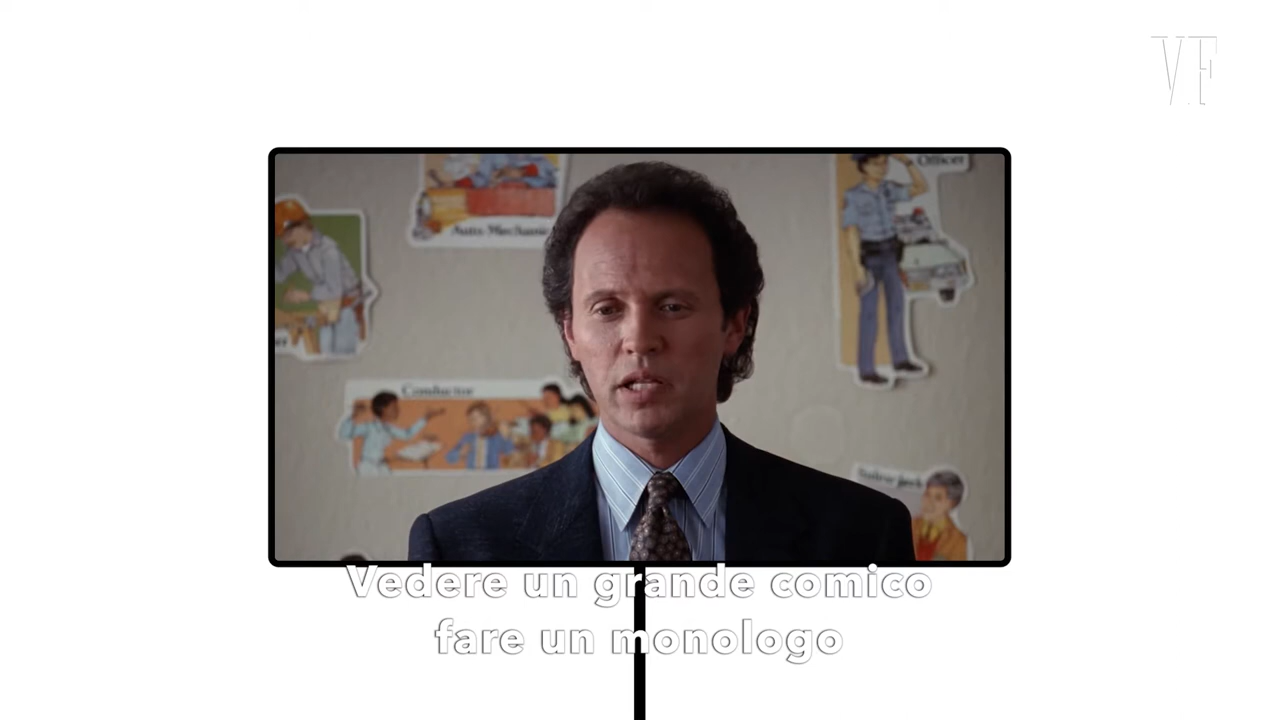 VF
Officer
Auto Mechanic
Conductor
Vedere un grande comico
fare un monologo